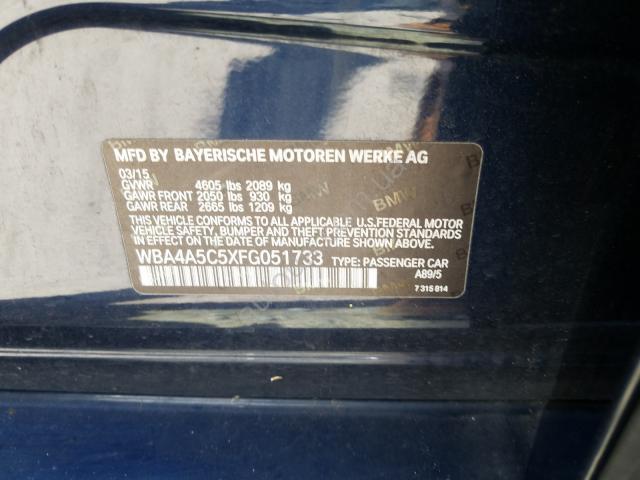 MFD BY BAYERISCHE MOTOREN WERKE AG
03/15
GVWR 4605 lbs 2089 kg
GAWR FRONT 2050 lbs 930 kg
GAWR REAR 2665 lbs 1209 kg
THIS VEHICLE CONFORMS TO ALL APPLICABLE U.S.FEDERAL MOTOR
VEHICLE SAFETY, BUMPER AND THEFT PREVENTION STANDARDS
IN EFFECT ON THE DATE OF MANUFACTURE SHOWN ABOVE.
WBA4A5C5XFG051733 TYPE: PASSENGER CAR
A89/5
7 315 814
BMW
BMW